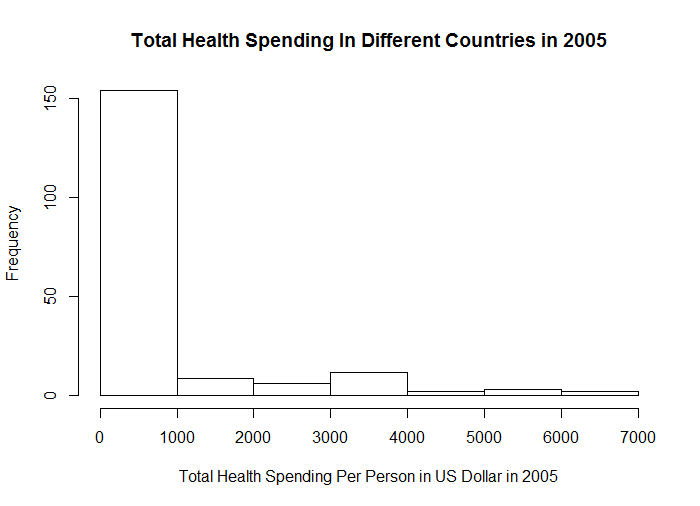 Total Health Spending In Different Countries in 2005
Frequency
150
100
50
0
0 1000 2000 3000 4000 5000 6000 7000
Total Health Spending Per Person in US Dollar in 2005